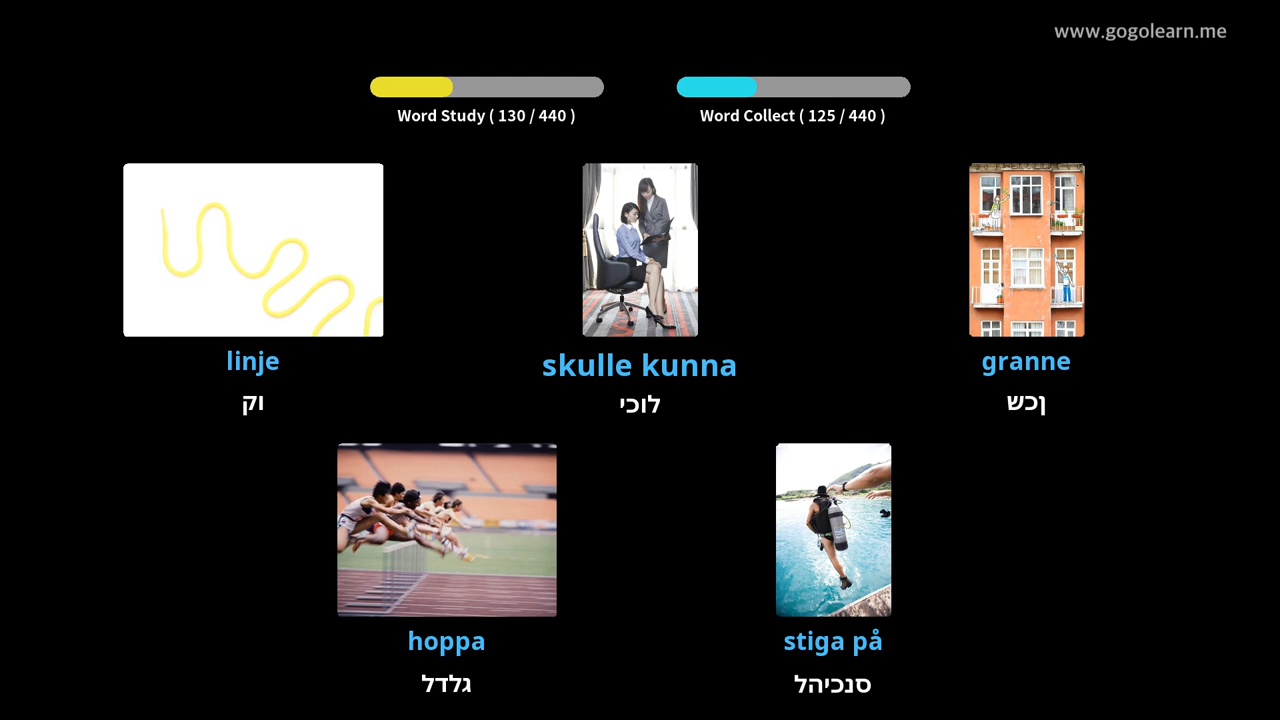 www.gogolearn.me
Word Study ( 130 / 440 )
Word Collect ( 125 / 440 )
linje
וק
skulle kunna
לוכי
granne
ןכש
hoppa
גלדל
stiga på
סנכיהל